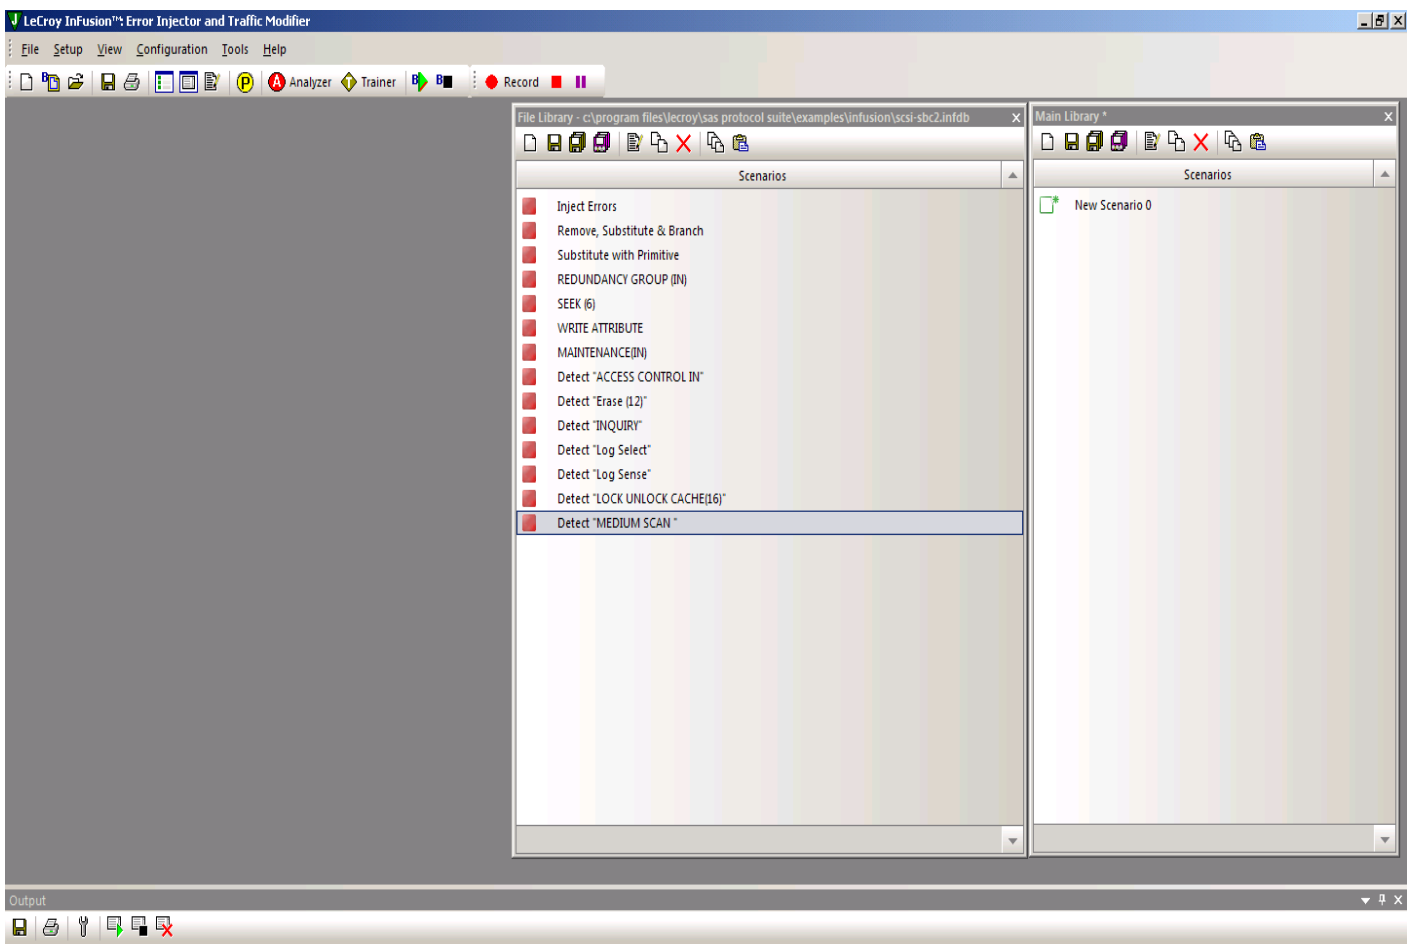 LeCroy InFusion™: Error Injector and Traffic Modifier
File Setup View Configuration Tools Help
B P A Analyzer T Trainer B B Record
File Library - c:\program files\lecroy\sas protocol suite\examples\infusion\scsi-sbc2.infdb
Scenarios
Inject Errors
Remove, Substitute & Branch
Substitute with Primitive
REDUNDANCY GROUP (IN)
SEEK (6)
WRITE ATTRIBUTE
MAINTENANCE(IN)
Detect "ACCESS CONTROL IN"
Detect "Erase (12)"
Detect "INQUIRY"
Detect "Log Select"
Detect "Log Sense"
Detect "LOCK UNLOCK CACHE(16)"
Detect "MEDIUM SCAN "
Main Library *
Scenarios
New Scenario 0
Output